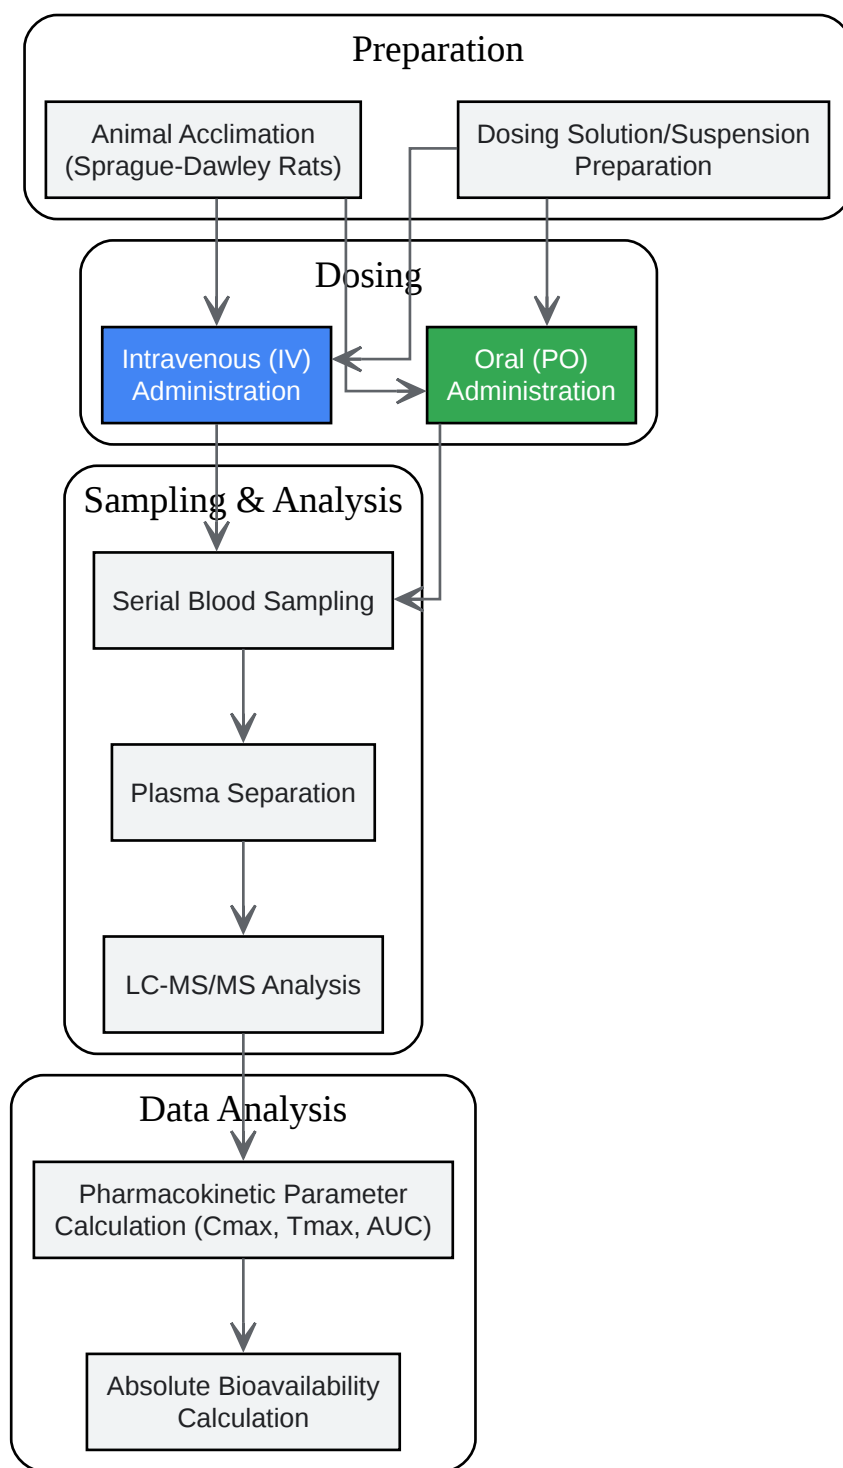 Preparation
Animal Acclimation
(Sprague-Dawley Rats)
Dosing Solution/Suspension
Preparation
Dosing
Intravenous (IV)
Administration
Oral (PO)
Administration
Sampling & Analysis
Serial Blood Sampling
Plasma Separation
LC-MS/MS Analysis
Data Analysis
Pharmacokinetic Parameter
Calculation (Cmax, Tmax, AUC)
Absolute Bioavailability
Calculation